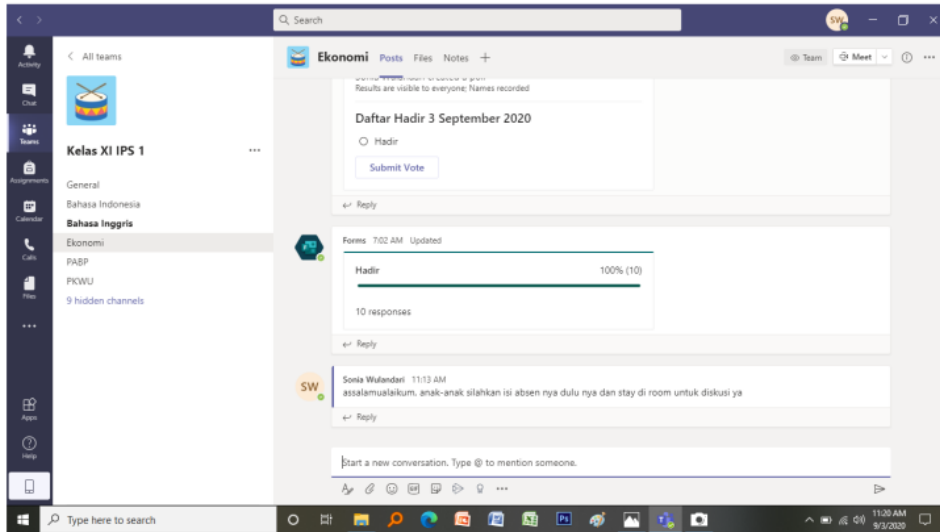 Search
SW
Activity
Chat
Teams
Assignments
Calendar
Calls
Files
Apps
Help
All teams
Kelas XI IPS 1
General
Bahasa Indonesia
Bahasa Inggris
Ekonomi
PABP
PKWU
9 hidden channels
Ekonomi Posts Files Notes
Team Meet
Results are visible to everyone; Names recorded
Daftar Hadir 3 September 2020
Hadir
Submit Vote
Reply
Forms 7:02 AM Updated
Hadir 100% (10)
10 responses
Reply
SW
Sonia Wulandari 11:13 AM
assalamualaikum. anak-anak silahkan isi absen nya dulu nya dan stay di room untuk diskusi ya
Reply
Start a new conversation. Type @ to mention someone.
GIF
Type here to search
Ps
11:20 AM
9/3/2020